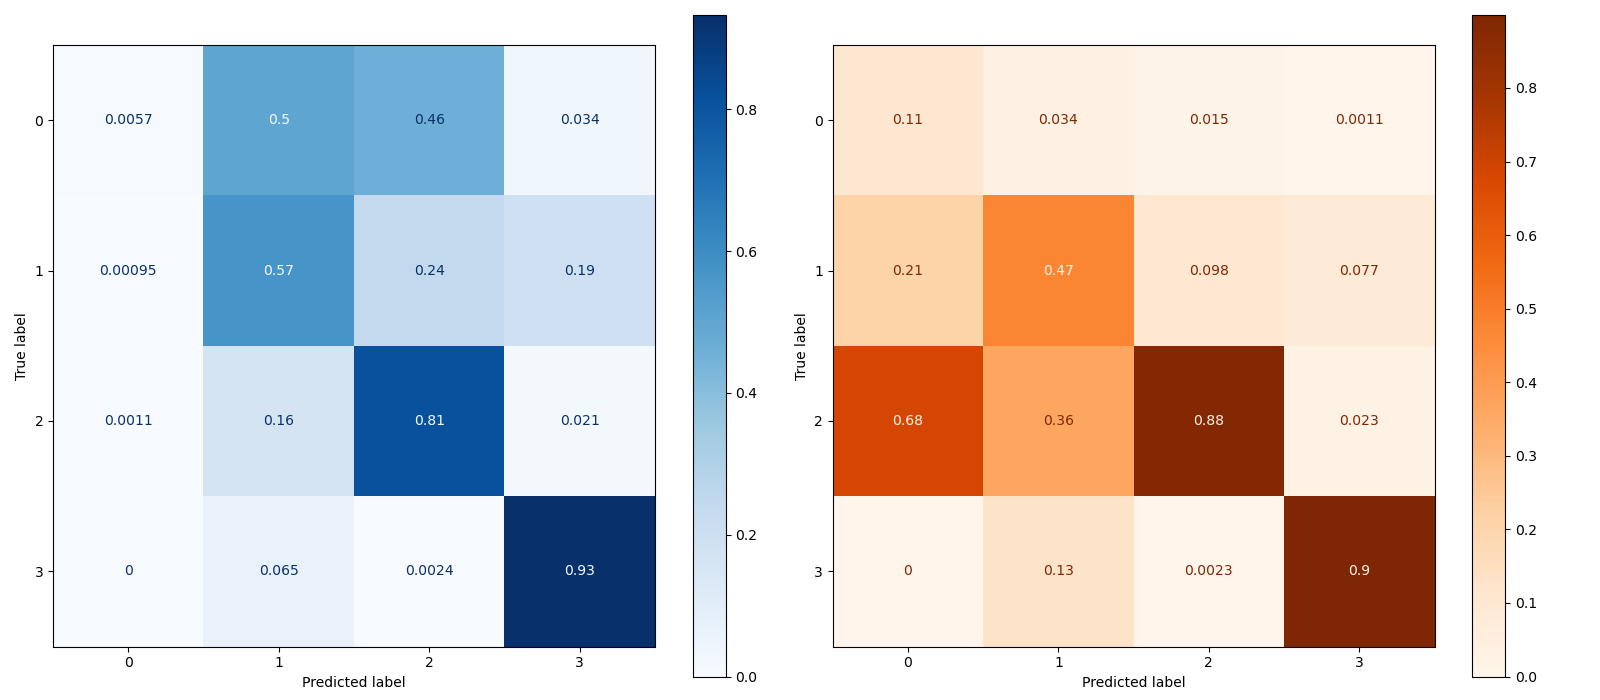 0.0057 0.5 0.46 0.034
0.00095 0.57 0.24 0.19
0.0011 0.16 0.81 0.021
0 0.065 0.0024 0.93
0
1
2
3
True label
0 1 2 3
Predicted label
0.8
0.6
0.4
0.2
0.0
0.11 0.034 0.015 0.0011
0.21 0.47 0.098 0.077
0.68 0.36 0.88 0.023
0 0.13 0.0023 0.9
0
1
2
3
True label
0 1 2 3
Predicted label
0.8
0.7
0.6
0.5
0.4
0.3
0.2
0.1
0.0